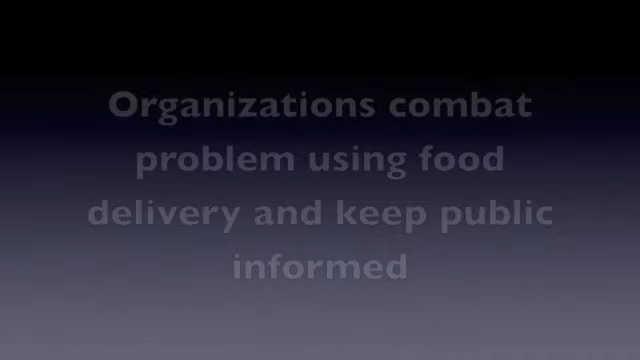 Organizations combat
problem using food
delivery and keep public
informed